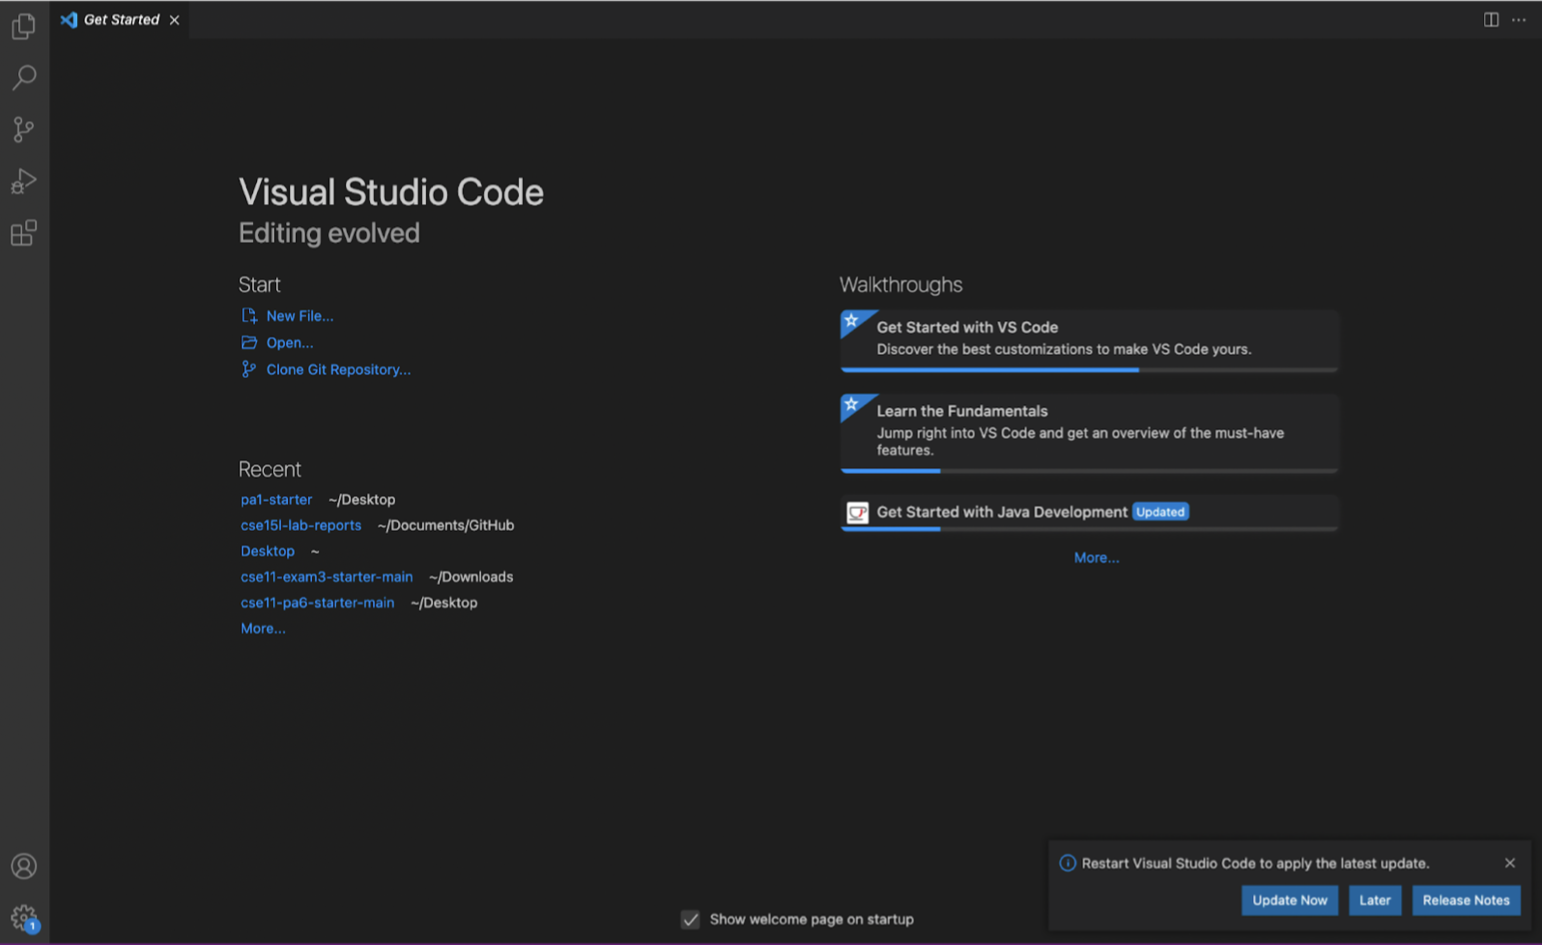 Get Started
Visual Studio Code
Editing evolved
Start
New File...
Open...
Clone Git Repository...
Recent
pa1-starter ~/Desktop
cse15l-lab-reports ~/Documents/GitHub
Desktop ~
cse11-exam3-starter-main ~/Downloads
cse11-pa6-starter-main ~/Desktop
More...
Walkthroughs
Get Started with VS Code
Discover the best customizations to make VS Code yours.
Learn the Fundamentals
Jump right into VS Code and get an overview of the must-have
features.
Get Started with Java Development Updated
More...
Restart Visual Studio Code to apply the latest update.
Update Now Later Release Notes
Show welcome page on startup
1